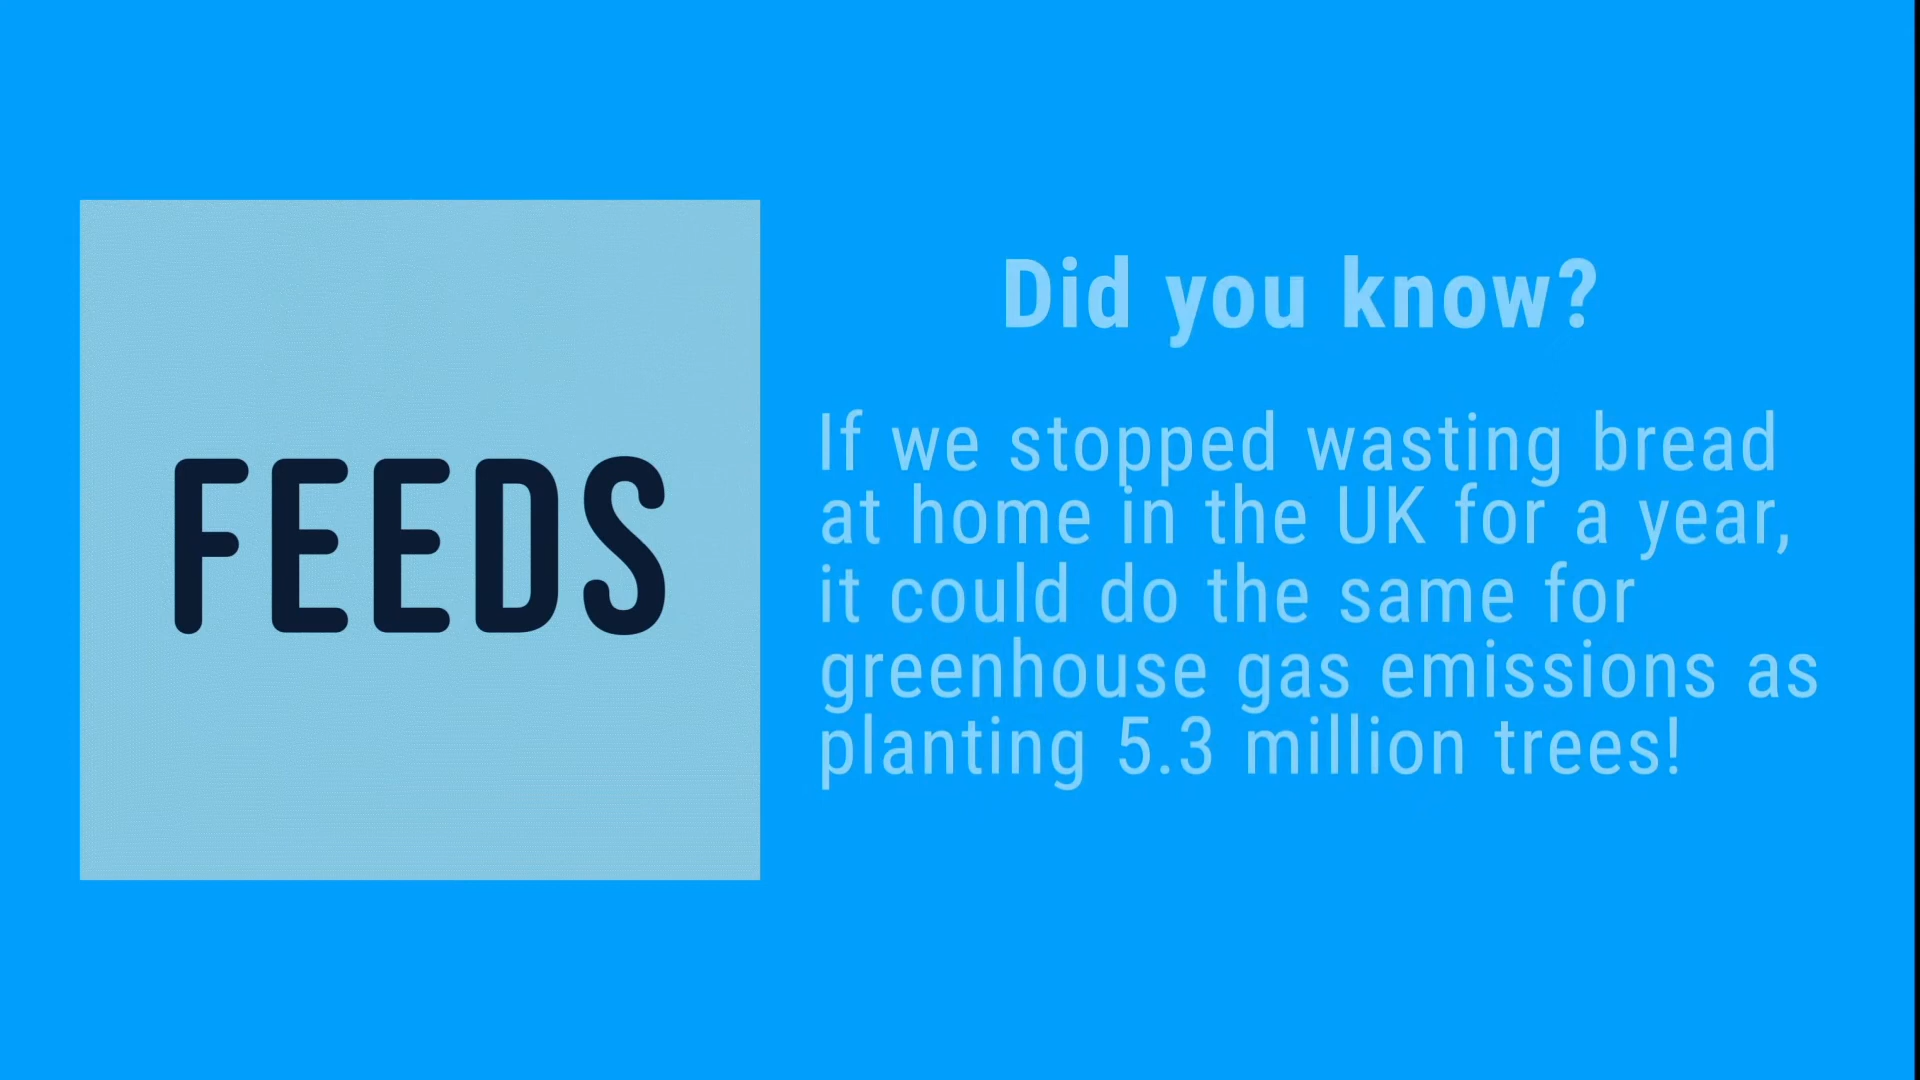 FEEDS
Did you know?
If we stopped wasting bread
at home in the UK for a year,
it could do the same for
greenhouse gas emissions as
planting 5.3 million trees!